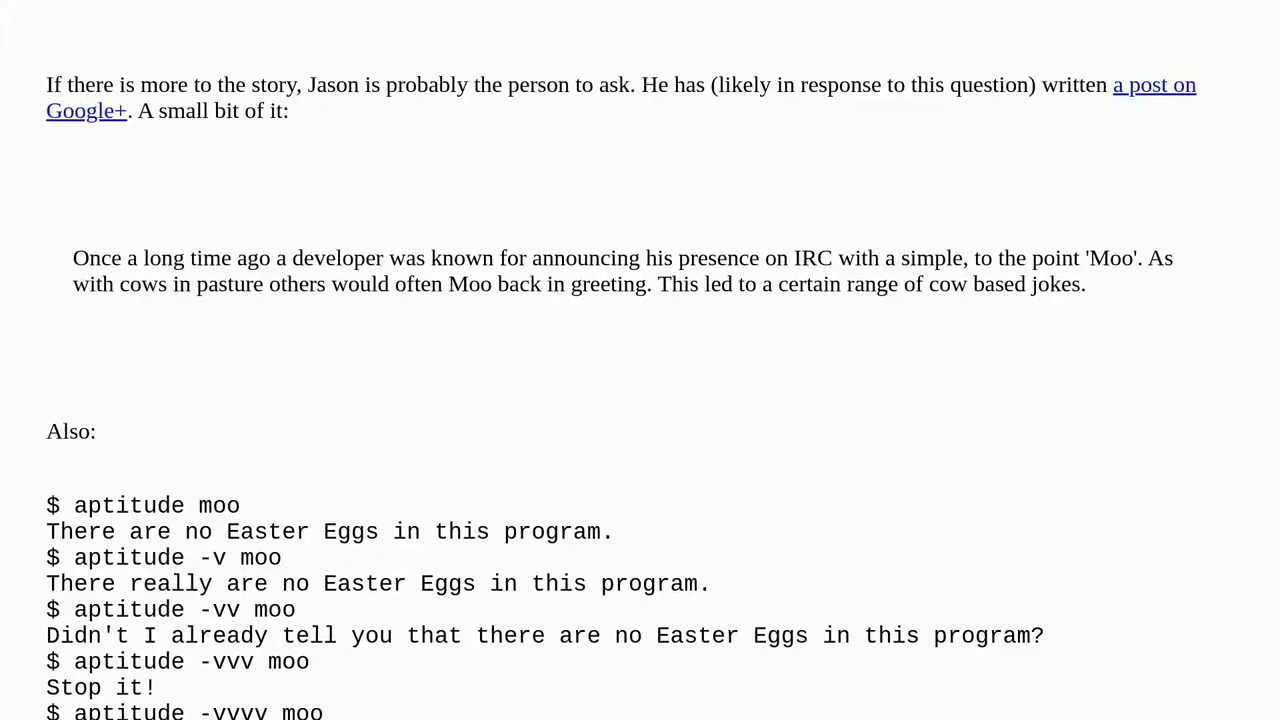 If there is more to the story, Jason is probably the person to ask. He has (likely in response to this question) written a post on
Google+. A small bit of it:
Once a long time ago a developer was known for announcing his presence on IRC with a simple, to the point 'Moo'. As
with cows in pasture others would often Moo back in greeting. This led to a certain range of cow based jokes.
Also:
$ aptitude moo
There are no Easter Eggs in this program.
$ aptitude -v moo
There really are no Easter Eggs in this program.
$ aptitude -vv moo
Didn't I already tell you that there are no Easter Eggs in this program?
$ aptitude -vvv moo
Stop it!
$ aptitude -vvvv moo